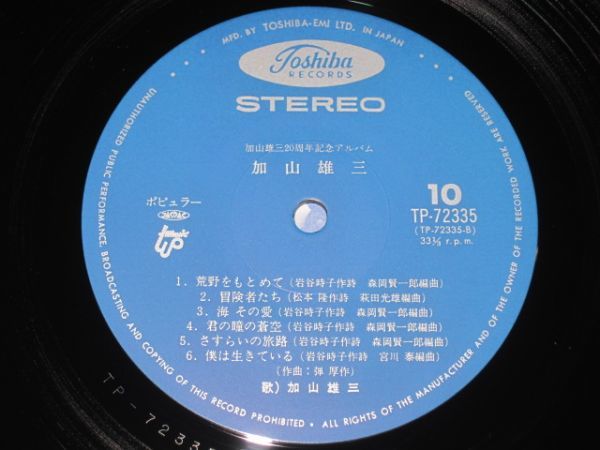 MFD. BY TOSHIBA-EMI LTD. IN JAPAN
Toshiba
RECORDS
STEREO
加山雄三20周年記念アルバム
加山雄三
ポピュラー
10
TP-72335
(TP-72335-B)
33⅓ r.p.m.
1. 荒野をもとめて(岩谷時子作詩 森岡賢一郎編曲)
2. 冒険者たち(松本 隆作詩 萩田光雄編曲)
3. 海 その愛(岩谷時子作詩 森岡賢一郎編曲)
4. 君の瞳の蒼空(岩谷時子作詩 森岡賢一郎編曲)
5. さすらいの旅路(岩谷時子作詩 森岡賢一郎編曲)
6. 僕は生きている(岩谷時子作詩 宮川 泰編曲)
(作曲:弾 厚作)
歌)加山雄三
UNAUTHORIZED PUBLIC PERFORMANCE, BROADCASTING AND COPYING OF THIS RECORD PROHIBITED • ALL RIGHTS OF THE MANUFACTURER AND OF THE OWNER OF THE RECORDED WORK ARE RESERVED
TP-7233